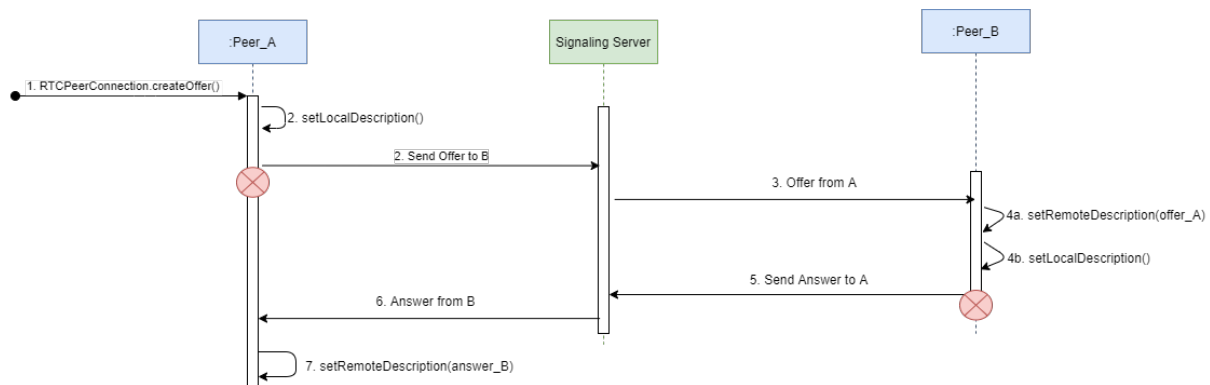 :Peer_A
Signaling Server
:Peer_B
1. RTCPeerConnection.createOffer()
2. setLocalDescription()
2. Send Offer to B
3. Offer from A
4a. setRemoteDescription(offer_A)
4b. setLocalDescription()
5. Send Answer to A
6. Answer from B
7. setRemoteDescription(answer_B)